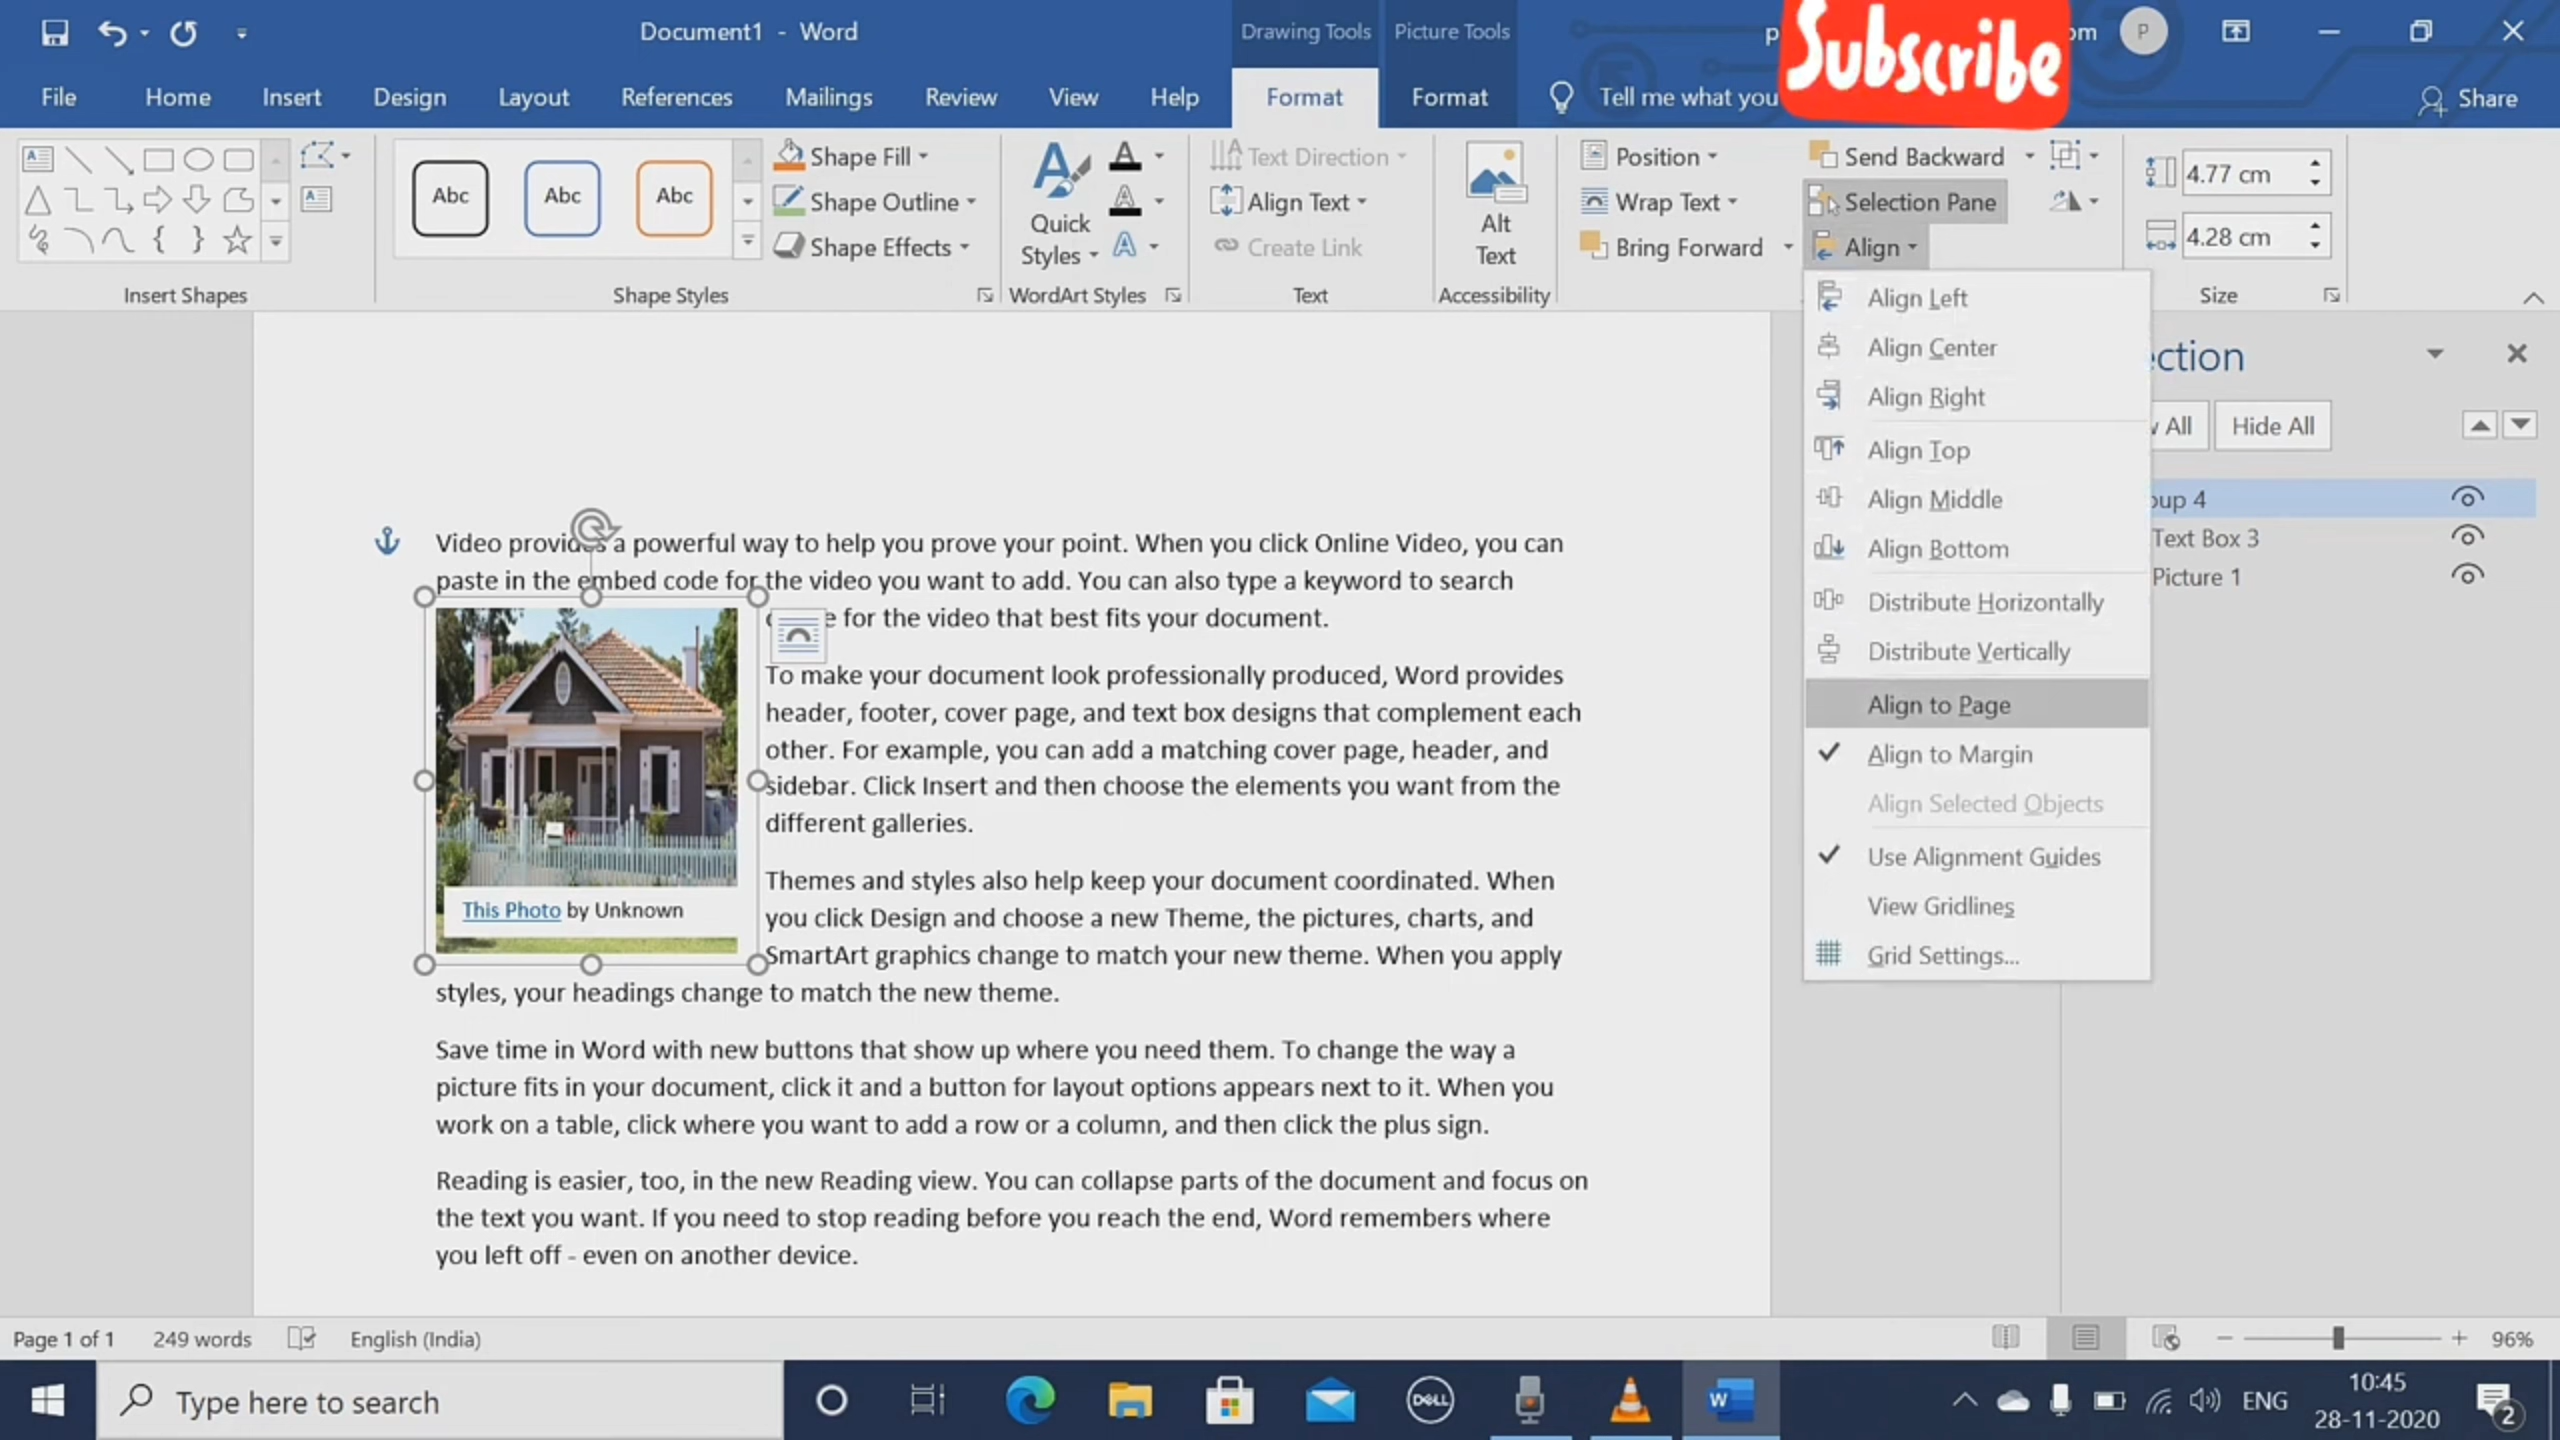 Document1 - Word
Drawing Tools
Picture Tools
Subscribe
om
P
File
Home
Insert
Design
Layout
References
Mailings
Review
View
Help
Format
Format
Tell me what you
Share
Abc
Abc
Abc
Shape Fill
Shape Outline
Shape Effects
Quick
Styles
Text Direction
Align Text
Create Link
Alt
Text
Position
Wrap Text
Bring Forward
Send Backward
Selection Pane
Align
4.77 cm
4.28 cm
Insert Shapes
Shape Styles
WordArt Styles
Text
Accessibility
Size
Align Left
Align Center
Align Right
Align Top
Align Middle
Align Bottom
Distribute Horizontally
Distribute Vertically
Align to Page
Align to Margin
Align Selected Objects
Use Alignment Guides
View Gridlines
Grid Settings...
ction
All
Hide All
oup 4
Text Box 3
Picture 1
Video provides a powerful way to help you prove your point. When you click Online Video, you can
paste in the embed code for the video you want to add. You can also type a keyword to search
for the video that best fits your document.
To make your document look professionally produced, Word provides
header, footer, cover page, and text box designs that complement each
other. For example, you can add a matching cover page, header, and
sidebar. Click Insert and then choose the elements you want from the
different galleries.
Themes and styles also help keep your document coordinated. When
you click Design and choose a new Theme, the pictures, charts, and
SmartArt graphics change to match your new theme. When you apply
styles, your headings change to match the new theme.
This Photo by Unknown
Save time in Word with new buttons that show up where you need them. To change the way a
picture fits in your document, click it and a button for layout options appears next to it. When you
work on a table, click where you want to add a row or a column, and then click the plus sign.
Reading is easier, too, in the new Reading view. You can collapse parts of the document and focus on
the text you want. If you need to stop reading before you reach the end, Word remembers where
you left off - even on another device.
Page 1 of 1
249 words
English (India)
96%
Type here to search
DELL
ENG
10:45
28-11-2020
2